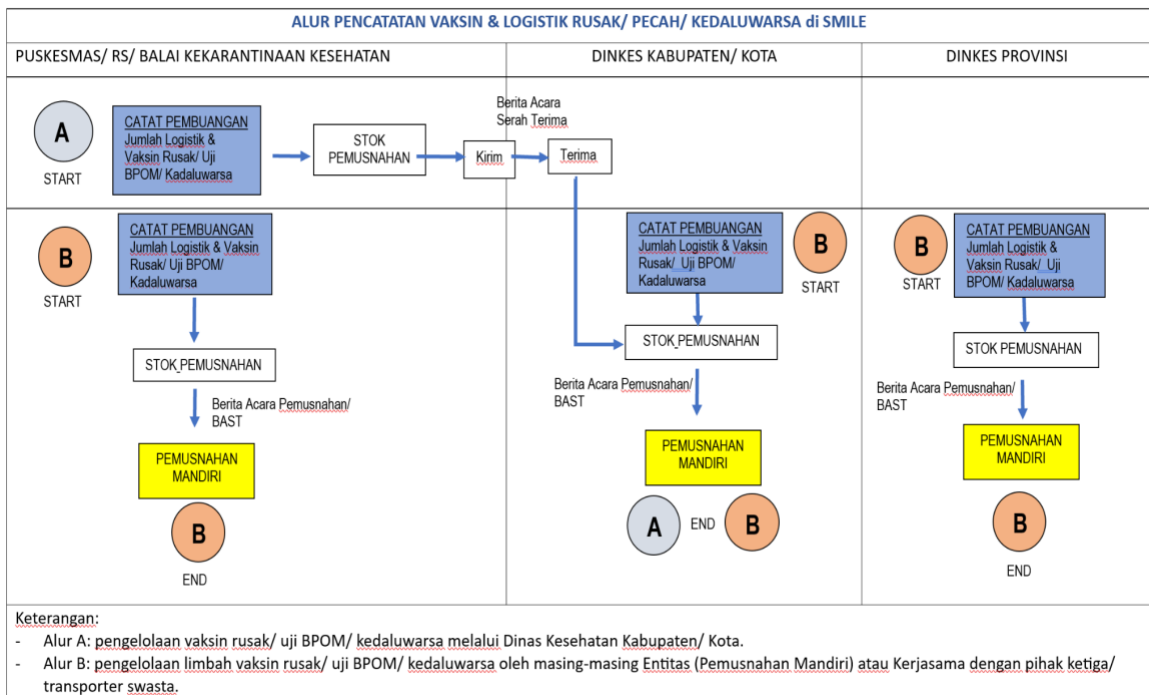 ALUR PENCATATAN VAKSIN & LOGISTIK RUSAK/ PECAH/ KEDALUWARSA di SMILE
PUSKESMAS/ RS/ BALAI KEKARANTINAAN KESEHATAN
DINKES KABUPATEN/ KOTA
DINKES PROVINSI
A
START
CATAT PEMBUANGAN
Jumlah Logistik &
Vaksin Rusak/ Uji
BPOM/ Kadaluwarsa
STOK
PEMUSNAHAN
Kirim
Berita Acara
Serah Terima
Terima
B
START
CATAT PEMBUANGAN
Jumlah Logistik & Vaksin
Rusak/ Uji BPOM/
Kadaluwarsa
STOK PEMUSNAHAN
Berita Acara Pemusnahan/
BAST
PEMUSNAHAN
MANDIRI
B
END
CATAT PEMBUANGAN
Jumlah Logistik & Vaksin
Rusak/ Uji BPOM/
Kadaluwarsa
B
START
STOK PEMUSNAHAN
Berita Acara Pemusnahan/
BAST
PEMUSNAHAN
MANDIRI
A
END
B
B
START
CATAT PEMBUANGAN
Jumlah Logistik &
Vaksin Rusak/ Uji
BPOM/ Kadaluwarsa
STOK PEMUSNAHAN
Berita Acara Pemusnahan/
BAST
PEMUSNAHAN
MANDIRI
B
END
Keterangan:
- Alur A: pengelolaan vaksin rusak/ uji BPOM/ kedaluwarsa melalui Dinas Kesehatan Kabupaten/ Kota.
- Alur B: pengelolaan limbah vaksin rusak/ uji BPOM/ kedaluwarsa oleh masing-masing Entitas (Pemusnahan Mandiri) atau Kerjasama dengan pihak ketiga/
transporter swasta.